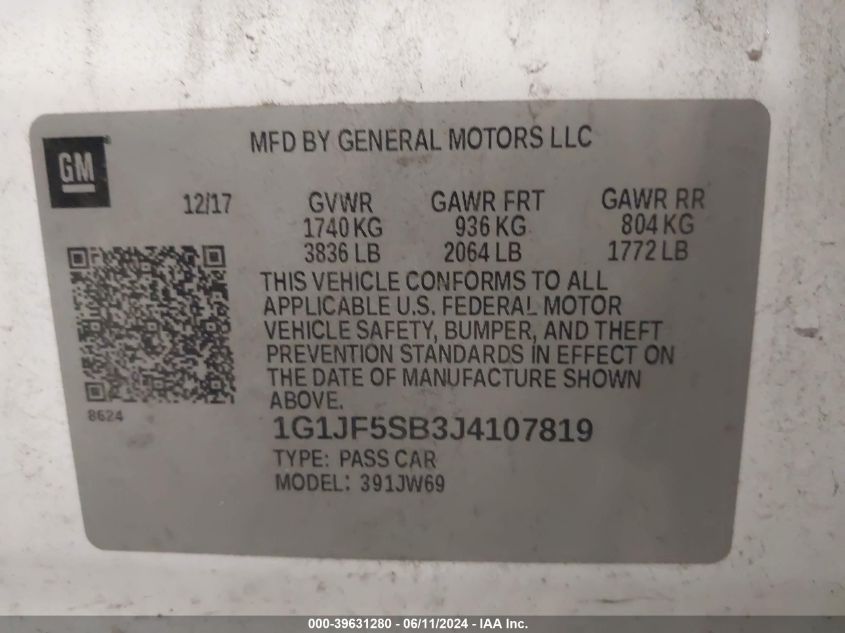 GM
MFD BY GENERAL MOTORS LLC
12/17 GVWR GAWR FRT GAWR RR
1740 KG 936 KG 804 KG
3836 LB 2064 LB 1772 LB
THIS VEHICLE CONFORMS TO ALL
APPLICABLE U.S. FEDERAL MOTOR
VEHICLE SAFETY, BUMPER, AND THEFT
PREVENTION STANDARDS IN EFFECT ON
THE DATE OF MANUFACTURE SHOWN
ABOVE.
8624
1G1JF5SB3J4107819
TYPE: PASS CAR
MODEL: 391JW69
000-39631280 - 06/11/2024 - IAA Inc.